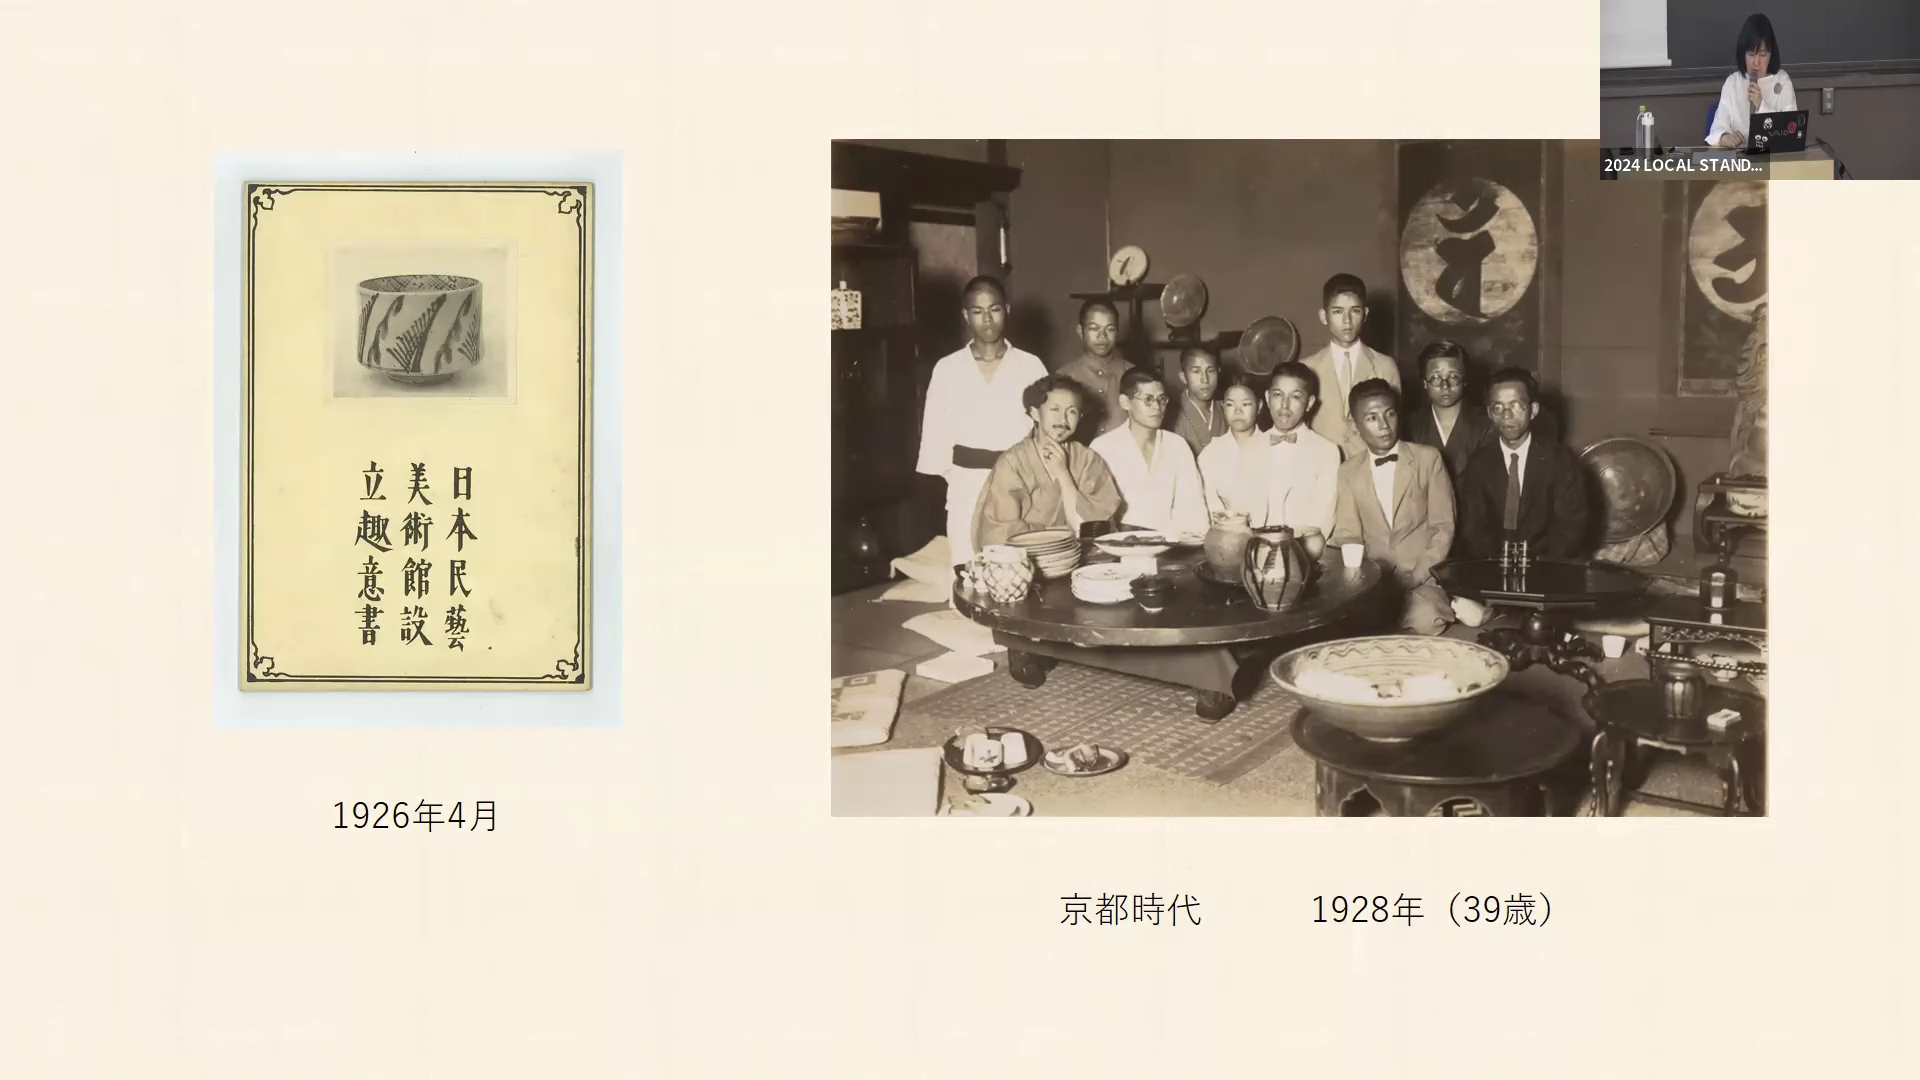 2024 LOCAL STAND...
日本民藝
美術館設
立趣意書
1926年4月
京都時代 1928年（39歳）